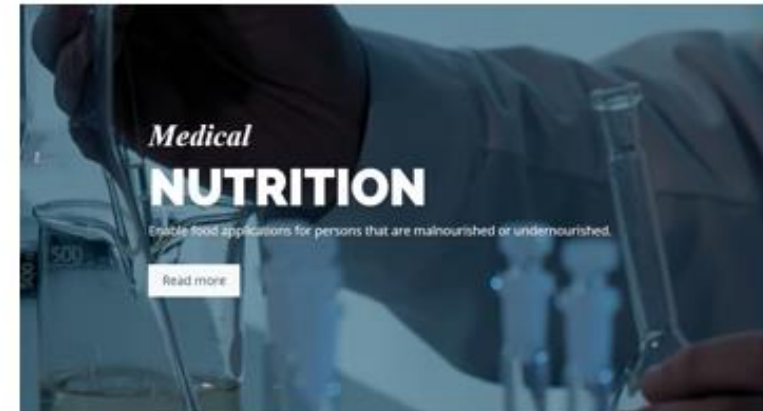 Medical
NUTRITION
Enable food applications for persons that are malnourished or undernourished.
Read more
500